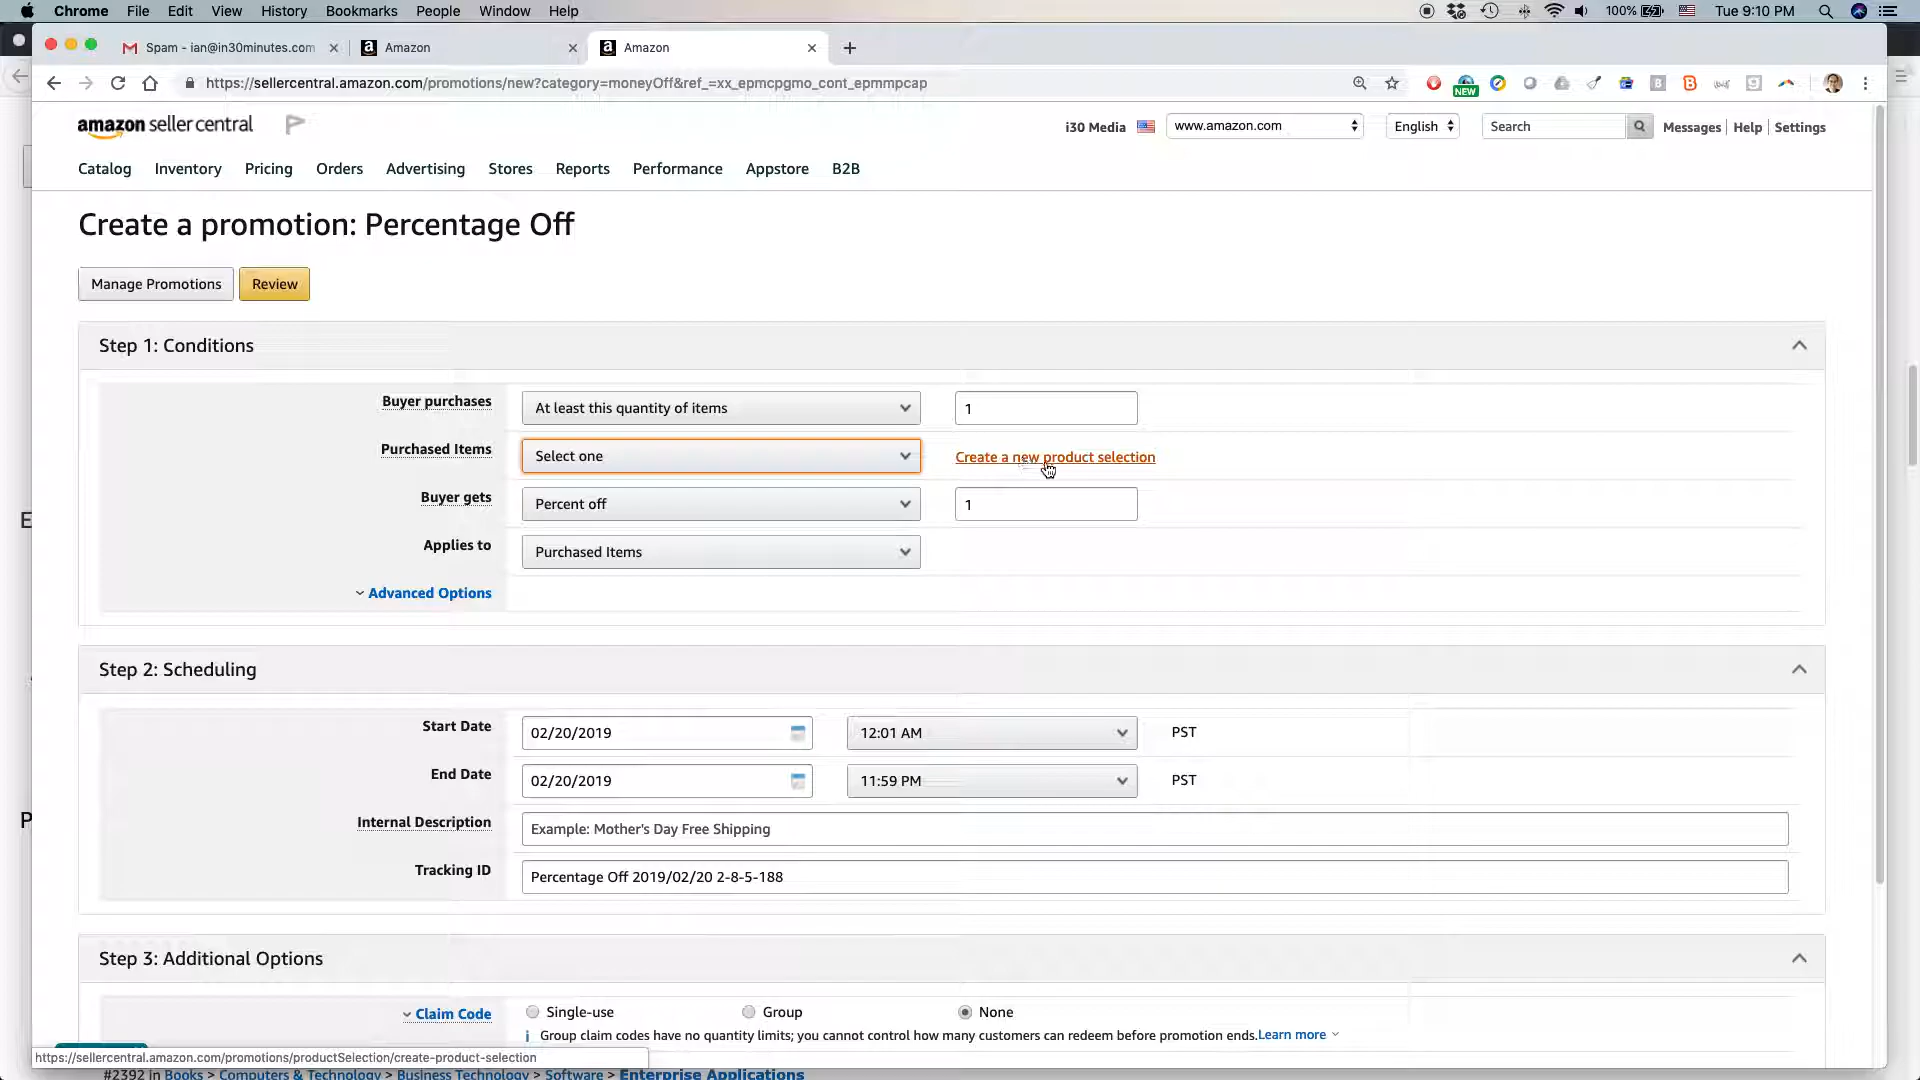 Chrome File Edit View History Bookmarks People Window Help 100% Tue 9:10 PM
Spam - ian@in30minutes.com Amazon Amazon
https://sellercentral.amazon.com/promotions/new?category=moneyOff&ref_=xx_epmcpgmo_cont_epmmpcap
NEW
amazon seller central i30 Media www.amazon.com English Search Messages Help Settings
Catalog Inventory Pricing Orders Advertising Stores Reports Performance Appstore B2B
Create a promotion: Percentage Off
Manage Promotions Review
Step 1: Conditions
Buyer purchases At least this quantity of items 1
Purchased Items Select one Create a new product selection
Buyer gets Percent off 1
Applies to Purchased Items
Advanced Options
Step 2: Scheduling
Start Date 02/20/2019 12:01 AM PST
End Date 02/20/2019 11:59 PM PST
Internal Description Example: Mother's Day Free Shipping
Tracking ID Percentage Off 2019/02/20 2-8-5-188
Step 3: Additional Options
Claim Code Single-use Group None
Group claim codes have no quantity limits; you cannot control how many customers can redeem before promotion ends. Learn more
https://sellercentral.amazon.com/promotions/productSelection/create-product-selection
#2392 in Books > Computers & Technology > Business Technology > Software > Enterprise Applications